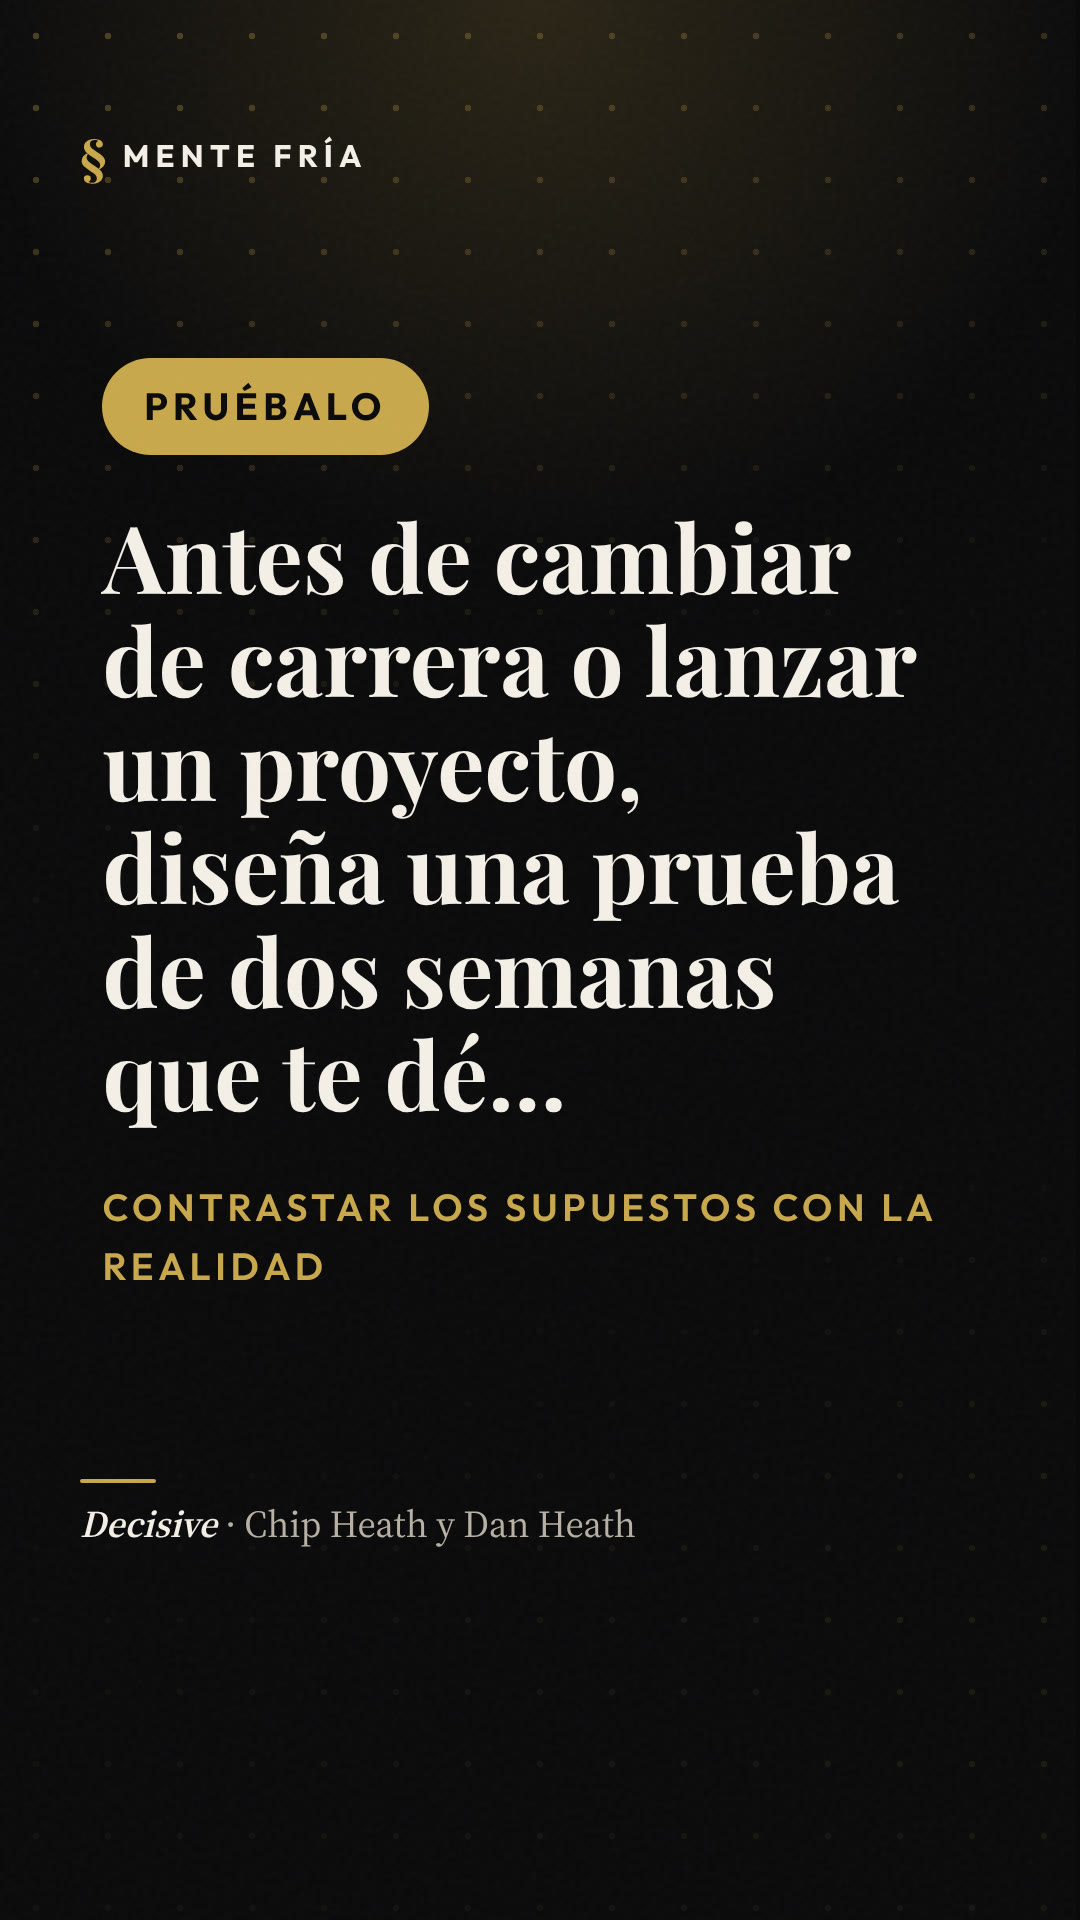 § MENTE FRÍA
PRUÉBALO
Antes de cambiar
de carrera o lanzar
un proyecto,
diseña una prueba
de dos semanas
que te dé...
CONTRASTAR LOS SUPUESTOS CON LA
REALIDAD
Decisive · Chip Heath y Dan Heath